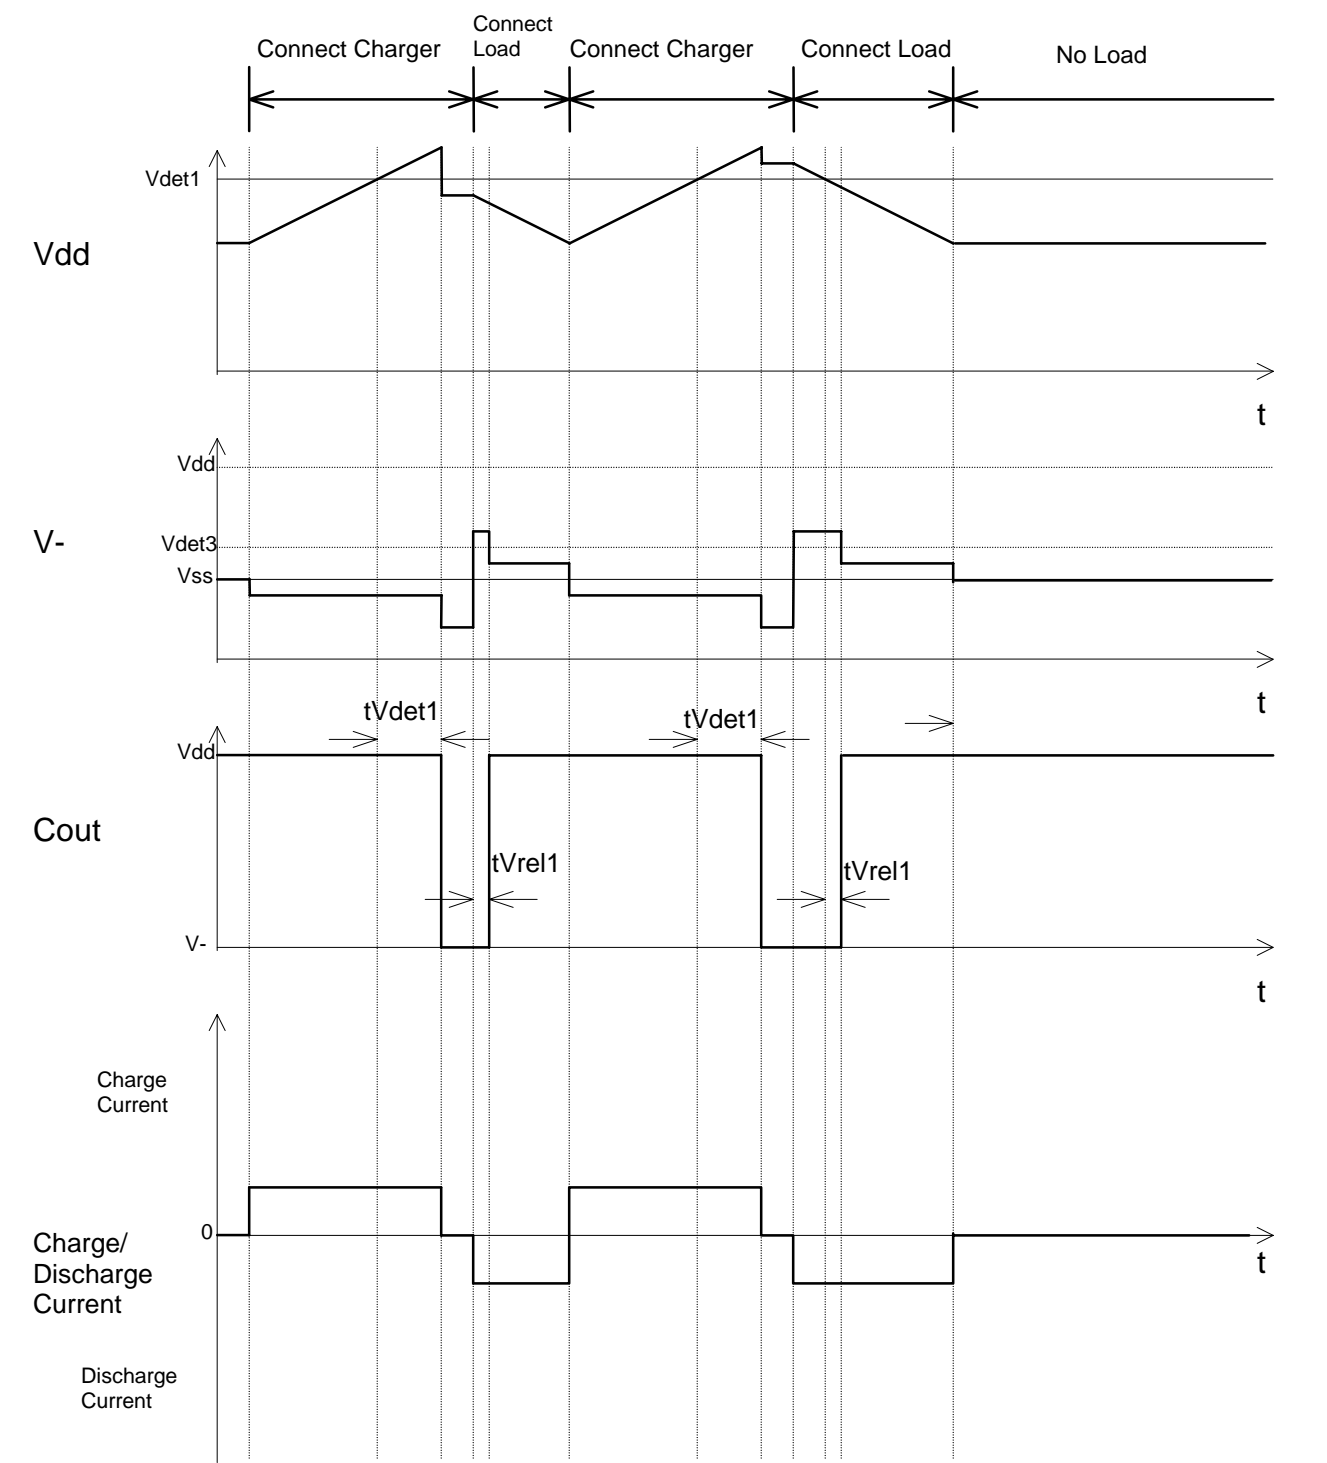 Connect
Load
Connect Charger
Connect Charger
Connect Load
No Load
Vdet1
Vdd
t
Vdd
V-
Vdet3
Vss
t
tVdet1
tVdet1
Vdd
Cout
tVrel1
tVrel1
V-
t
Charge
Current
0
Charge/
Discharge
Current
t
Discharge
Current